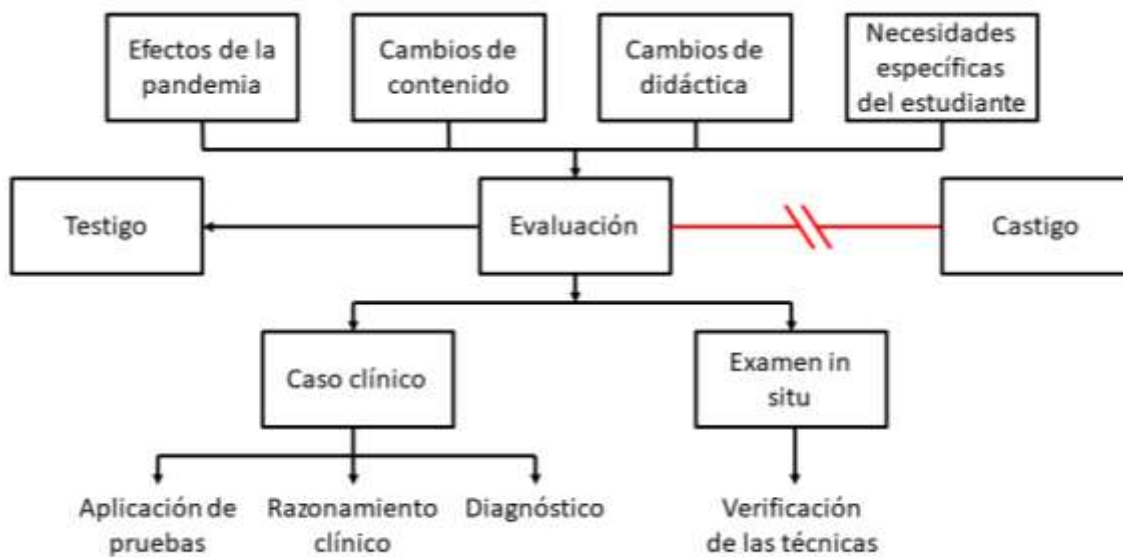 Efectos de la
pandemia
Cambios de
contenido
Cambios de
didáctica
Necesidades
específicas
del estudiante
Testigo
Evaluación
Castigo
Caso clínico
Examen in
situ
Aplicación de
pruebas
Razonamiento
clínico
Diagnóstico
Verificación
de las técnicas